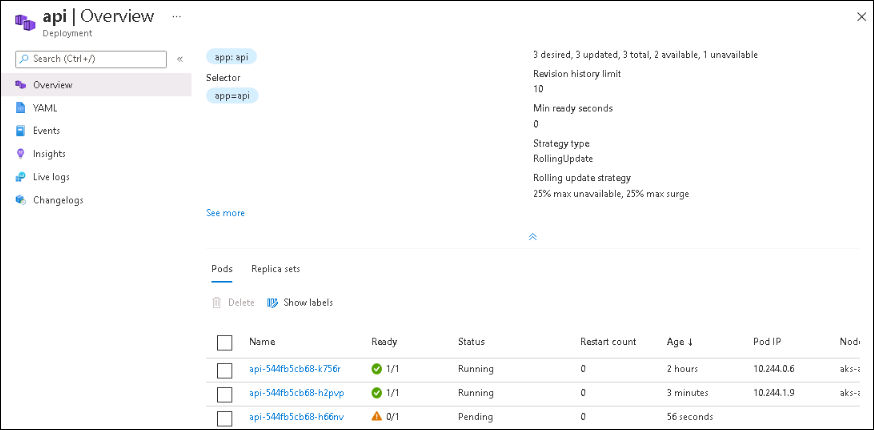 api | Overview ...
Deployment
Search (Ctrl+/)
«
Overview
YAML
Events
Insights
Live logs
Changelogs
app: api
Selector
app=api
See more
3 desired, 3 updated, 3 total, 2 available, 1 unavailable
Revision history limit
10
Min ready seconds
0
Strategy type
RollingUpdate
Rolling update strategy
25% max unavailable, 25% max surge
Pods Replica sets
Delete Show labels
Name Ready Status Restart count Age ↓ Pod IP Node
api-544fb5cb68-k756r 1/1 Running 0 2 hours 10.244.0.6 aks-a
api-544fb5cb68-h2pvp 1/1 Running 0 3 minutes 10.244.1.9 aks-a
api-544fb5cb68-h66nv 0/1 Pending 0 56 seconds